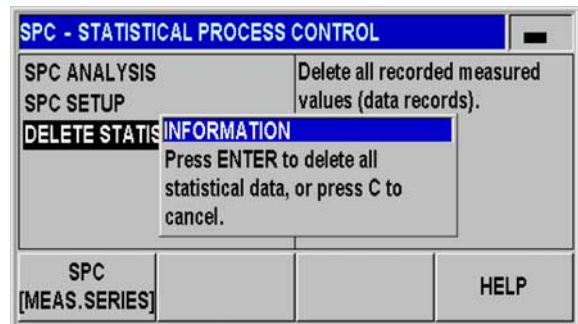 SPC - STATISTICAL PROCESS CONTROL
SPC ANALYSIS
SPC SETUP
DELETE STATIS
Delete all recorded measured
values (data records).
INFORMATION
Press ENTER to delete all
statistical data, or press C to
cancel.
SPC
[MEAS.SERIES]
HELP